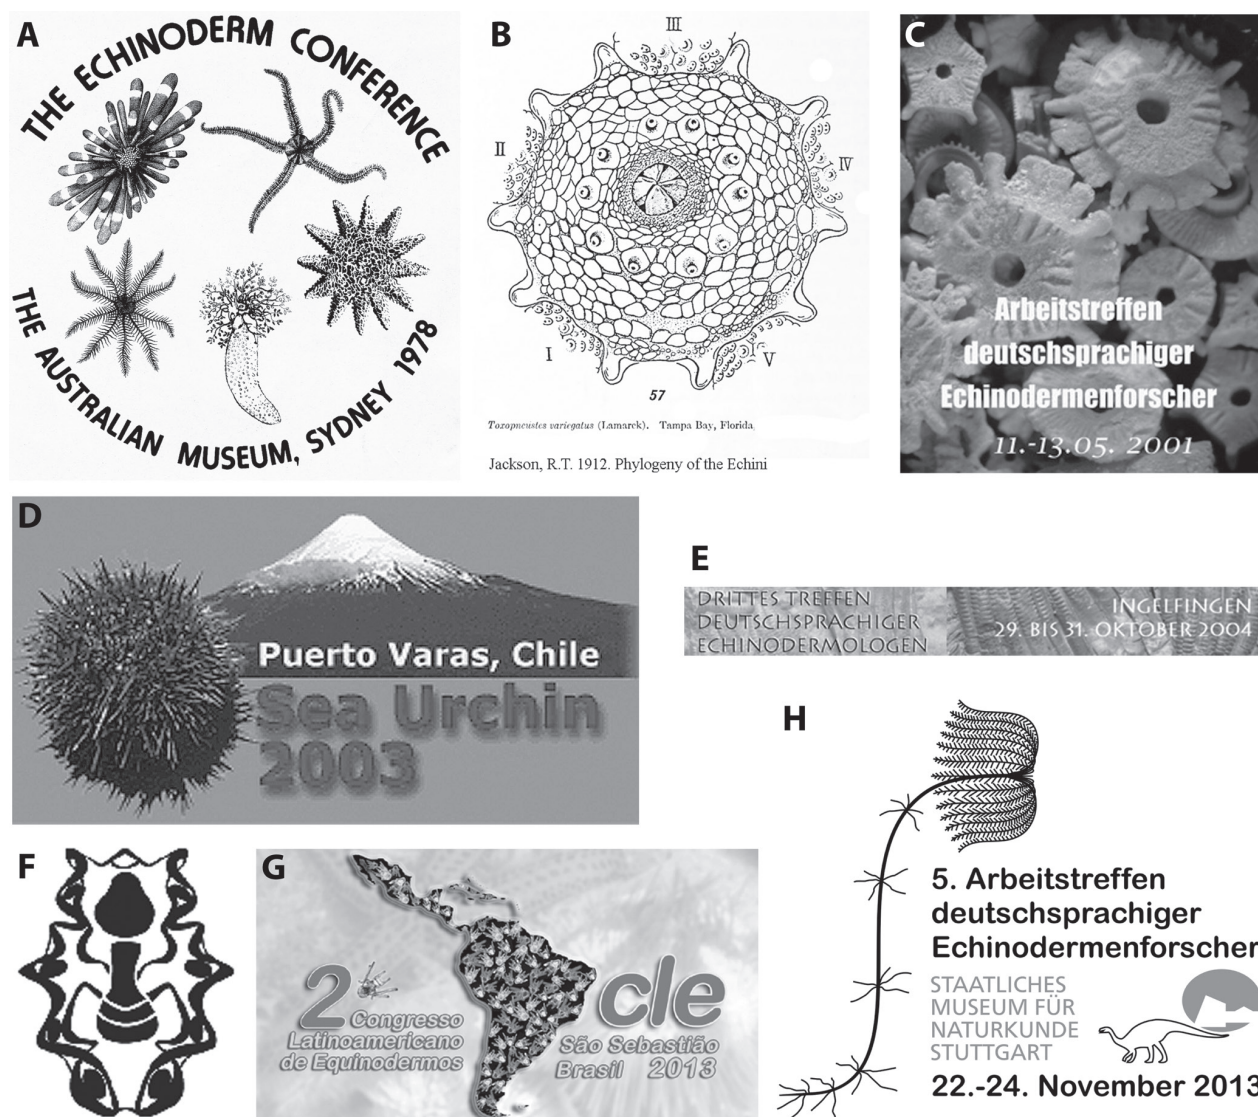 A
THE ECHINODERM CONFERENCE
THE AUSTRALIAN MUSEUM, SYDNEY 1978
B
III
II
IV
I
V
57
Toxopneustes variegatus (Lamarck). Tampa Bay, Florida
Jackson, R.T. 1912. Phylogeny of the Echini
C
Arbeitstreffen
deutschsprachiger
Echinodermenforscher
11.-13.05. 2001
D
Puerto Varas, Chile
Sea Urchin
2003
E
DRITTES TREFFEN
DEUTSCHSPRACHIGER
ECHINODERMOLOGEN
INGELFINGEN
29. BIS 31. OKTOBER 2004
F
G
2º Congresso
Latinoamericano
de Equinodermos
cle
São Sebastião
Brasil 2013
H
5. Arbeitstreffen
deutschsprachiger
Echinodermenforscher
STAATLICHES
MUSEUM FÜR
NATURKUNDE
STUTTGART
22.-24. November 2013